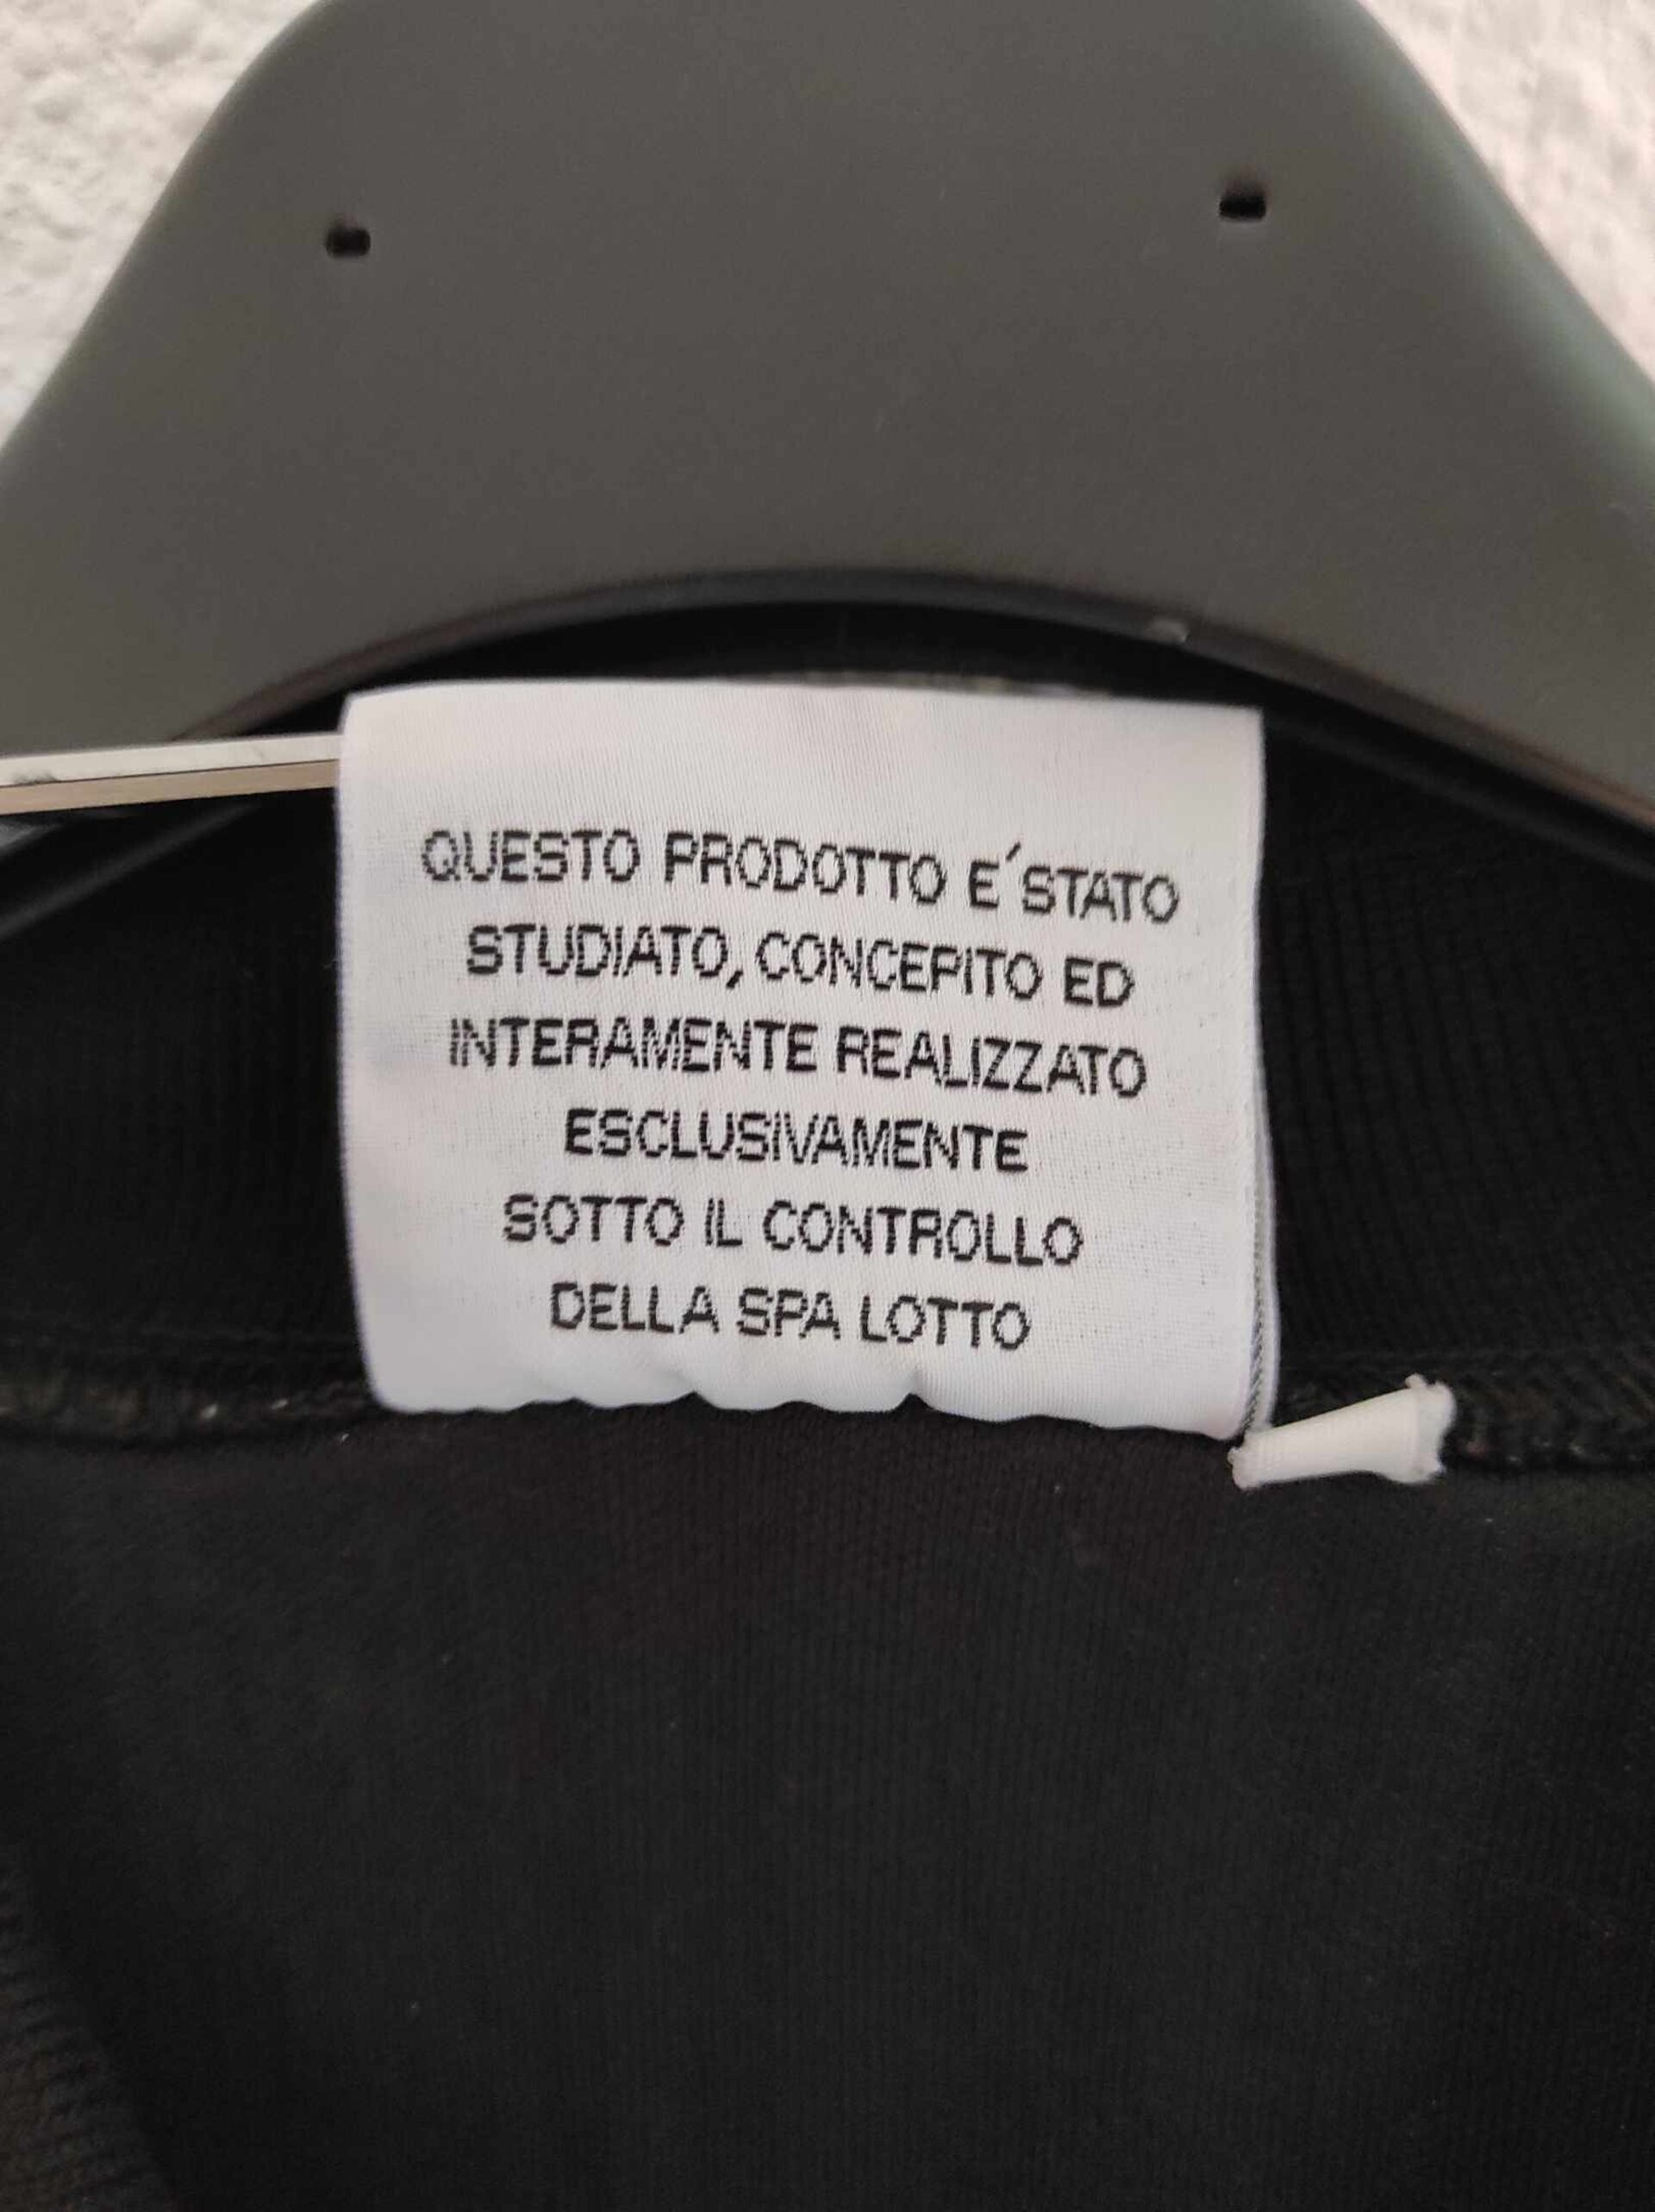 QUESTO PRODOTTO E´ STATO
STUDIATO, CONCEPITO ED
INTERAMENTE REALIZZATO
ESCLUSIVAMENTE
SOTTO IL CONTROLLO
DELLA SPA LOTTO